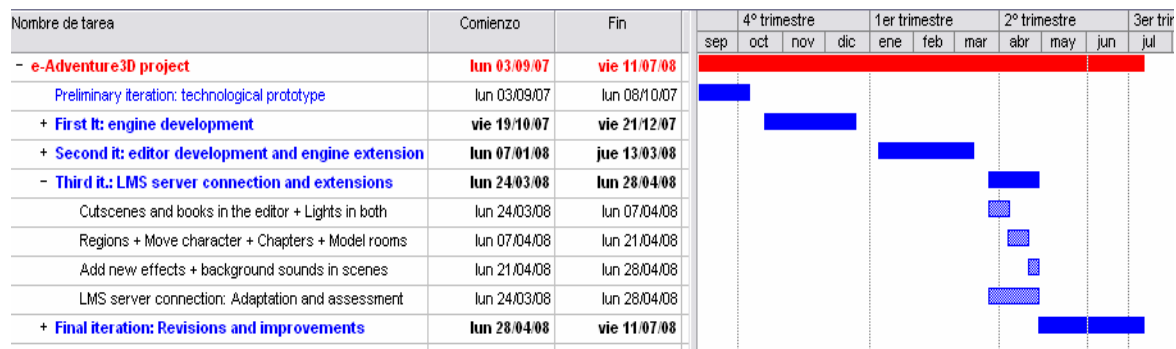 Nombre de tarea Comienzo Fin 4º trimestre 1er trimestre 2º trimestre 3er trir
sep oct nov dic ene feb mar abr may jun jul
- e-Adventure3D project lun 03/09/07 vie 11/07/08
Preliminary iteration: technological prototype lun 03/09/07 lun 08/10/07
+ First It: engine development vie 19/10/07 vie 21/12/07
+ Second it: editor development and engine extension lun 07/01/08 jue 13/03/08
- Third it.: LMS server connection and extensions lun 24/03/08 lun 28/04/08
Cutscenes and books in the editor + Lights in both lun 24/03/08 lun 07/04/08
Regions + Move character + Chapters + Model rooms lun 07/04/08 lun 21/04/08
Add new effects + background sounds in scenes lun 21/04/08 lun 28/04/08
LMS server connection: Adaptation and assessment lun 24/03/08 lun 28/04/08
+ Final iteration: Revisions and improvements lun 28/04/08 vie 11/07/08